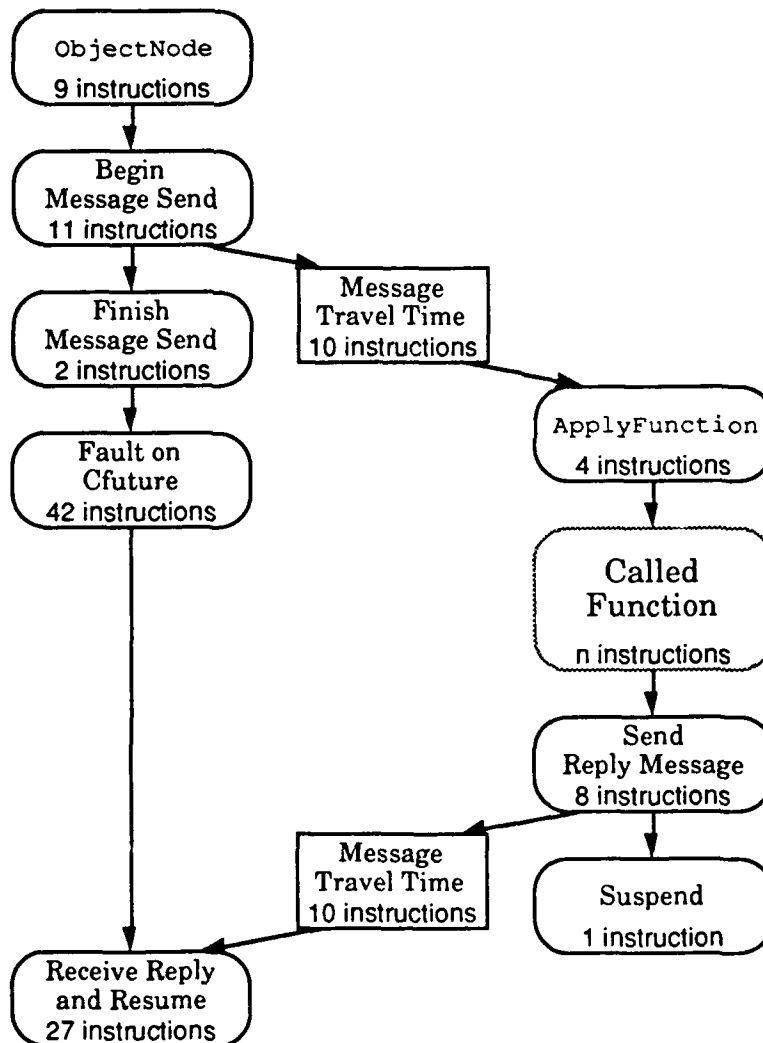 ObjectNode
9 instructions
Begin
Message Send
11 instructions
Finish
Message Send
2 instructions
Message
Travel Time
10 instructions
Fault on
Cfuture
42 instructions
ApplyFunction
4 instructions
Called
Function
n instructions
Send
Reply Message
8 instructions
Message
Travel Time
10 instructions
Suspend
1 instruction
Receive Reply
and Resume
27 instructions